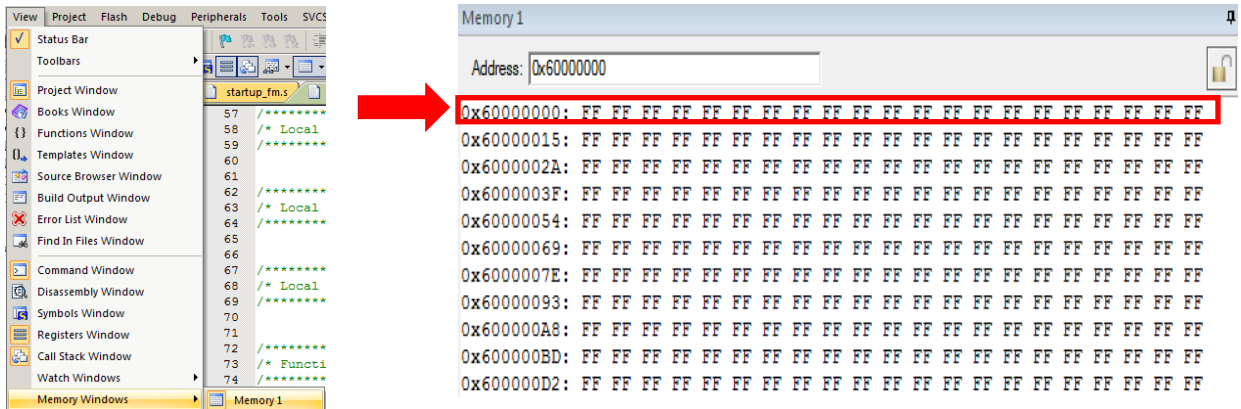 View Project Flash Debug Peripherals Tools SVCS
Status Bar
Toolbars
Project Window
Books Window
Functions Window
Templates Window
Source Browser Window
Build Output Window
Error List Window
Find In Files Window
Command Window
Disassembly Window
Symbols Window
Registers Window
Call Stack Window
Watch Windows
Memory Windows
Memory 1
startup_fm.s
57 /********
58 /* Local
59 /********
60
61
62 /********
63 /* Local
64 /********
65
66
67 /********
68 /* Local
69 /********
70
71
72 /********
73 /* Functi
74 /********
Memory 1
Address: 0x60000000
0x60000000: FF FF FF FF FF FF FF FF FF FF FF FF FF FF FF FF FF FF FF FF FF
0x60000015: FF FF FF FF FF FF FF FF FF FF FF FF FF FF FF FF FF FF FF FF FF
0x6000002A: FF FF FF FF FF FF FF FF FF FF FF FF FF FF FF FF FF FF FF FF FF
0x6000003F: FF FF FF FF FF FF FF FF FF FF FF FF FF FF FF FF FF FF FF FF FF
0x60000054: FF FF FF FF FF FF FF FF FF FF FF FF FF FF FF FF FF FF FF FF FF
0x60000069: FF FF FF FF FF FF FF FF FF FF FF FF FF FF FF FF FF FF FF FF FF
0x6000007E: FF FF FF FF FF FF FF FF FF FF FF FF FF FF FF FF FF FF FF FF FF
0x60000093: FF FF FF FF FF FF FF FF FF FF FF FF FF FF FF FF FF FF FF FF FF
0x600000A8: FF FF FF FF FF FF FF FF FF FF FF FF FF FF FF FF FF FF FF FF FF
0x600000BD: FF FF FF FF FF FF FF FF FF FF FF FF FF FF FF FF FF FF FF FF FF
0x600000D2: FF FF FF FF FF FF FF FF FF FF FF FF FF FF FF FF FF FF FF FF FF